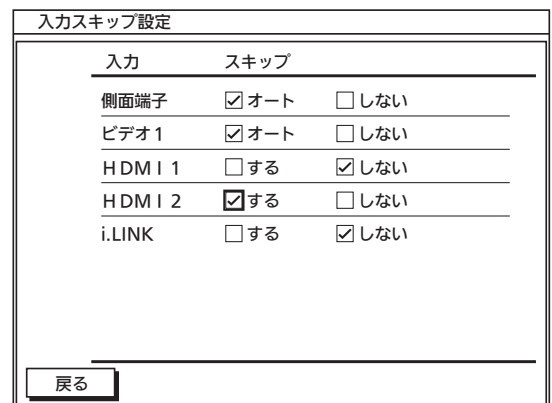 入力スキップ設定
入力 スキップ
側面端子 オート しない
ビデオ1 オート しない
HDMI1 する しない
HDMI2 する しない
i.LINK する しない
戻る